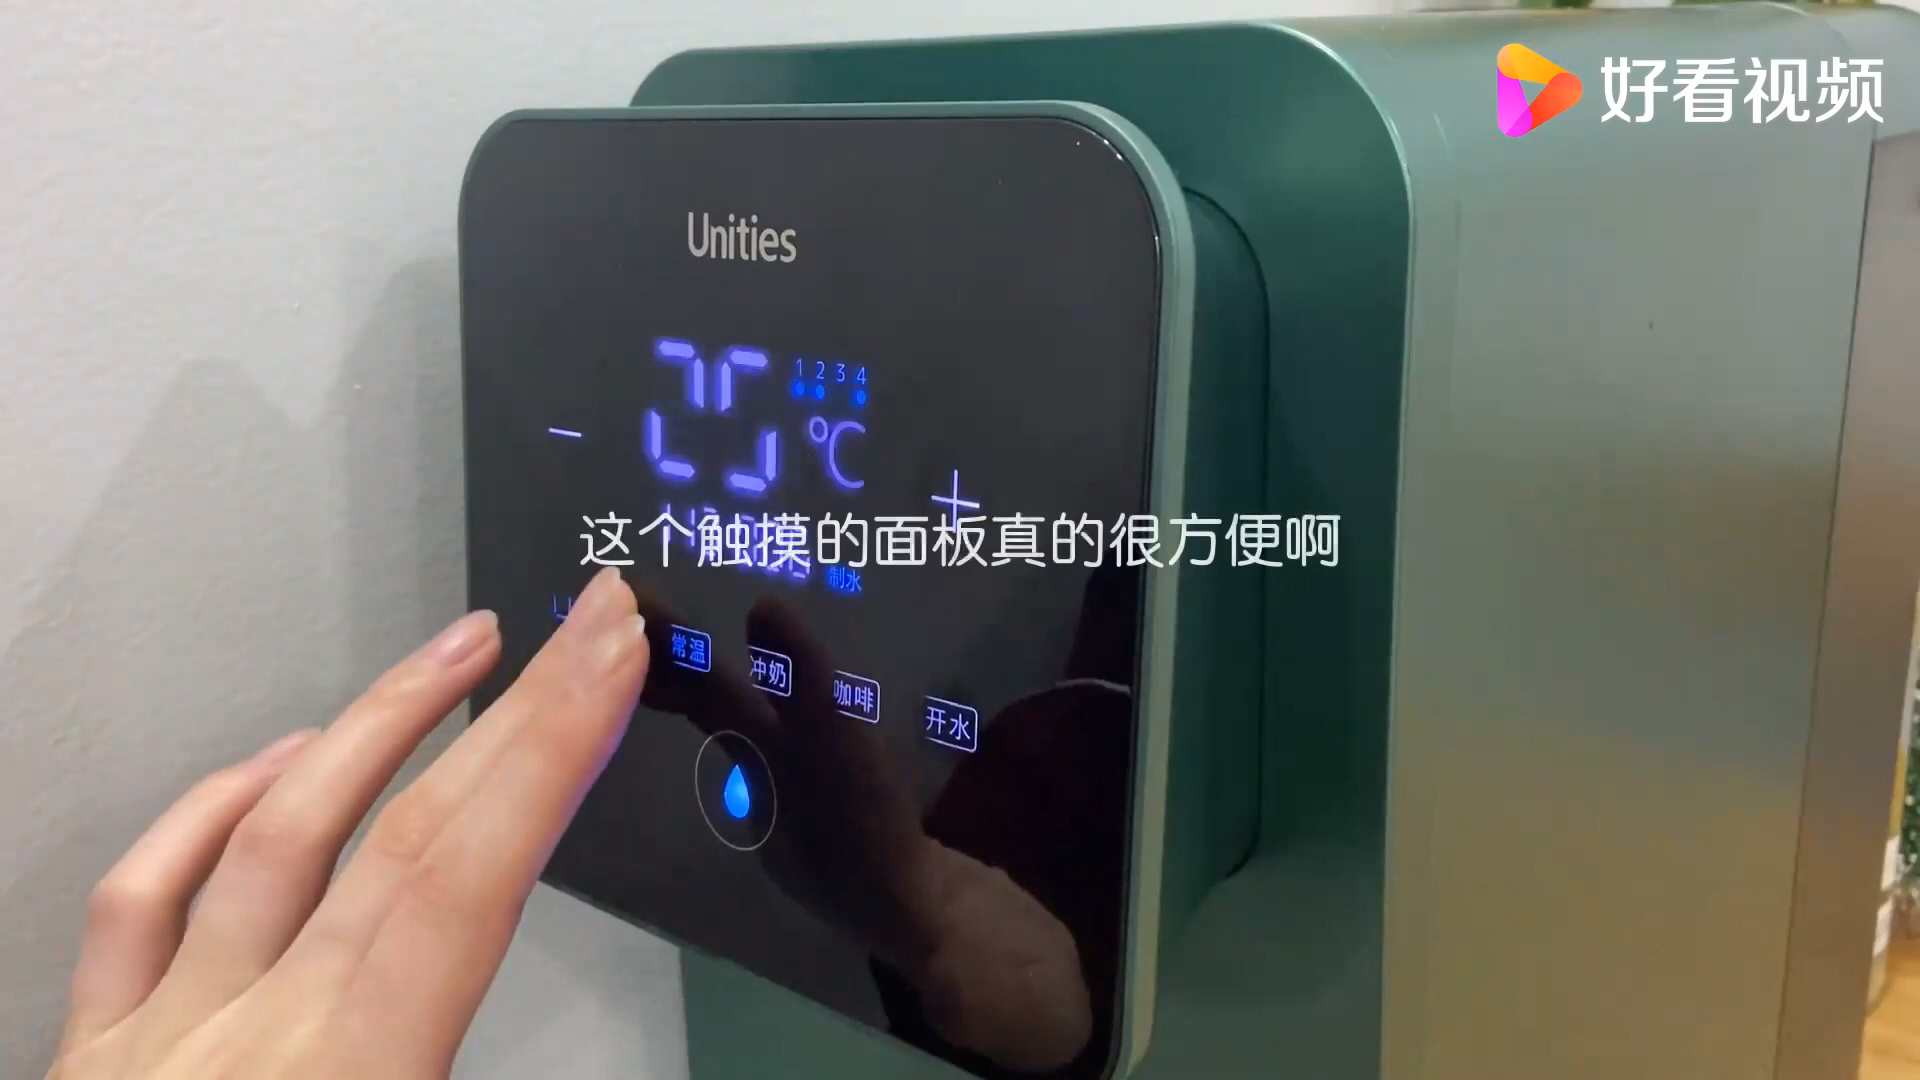 好看视频
Unities
1 2 3 4
25 ℃
− +
这个触摸的面板真的很方便啊
制水
常温 冲奶 咖啡 开水